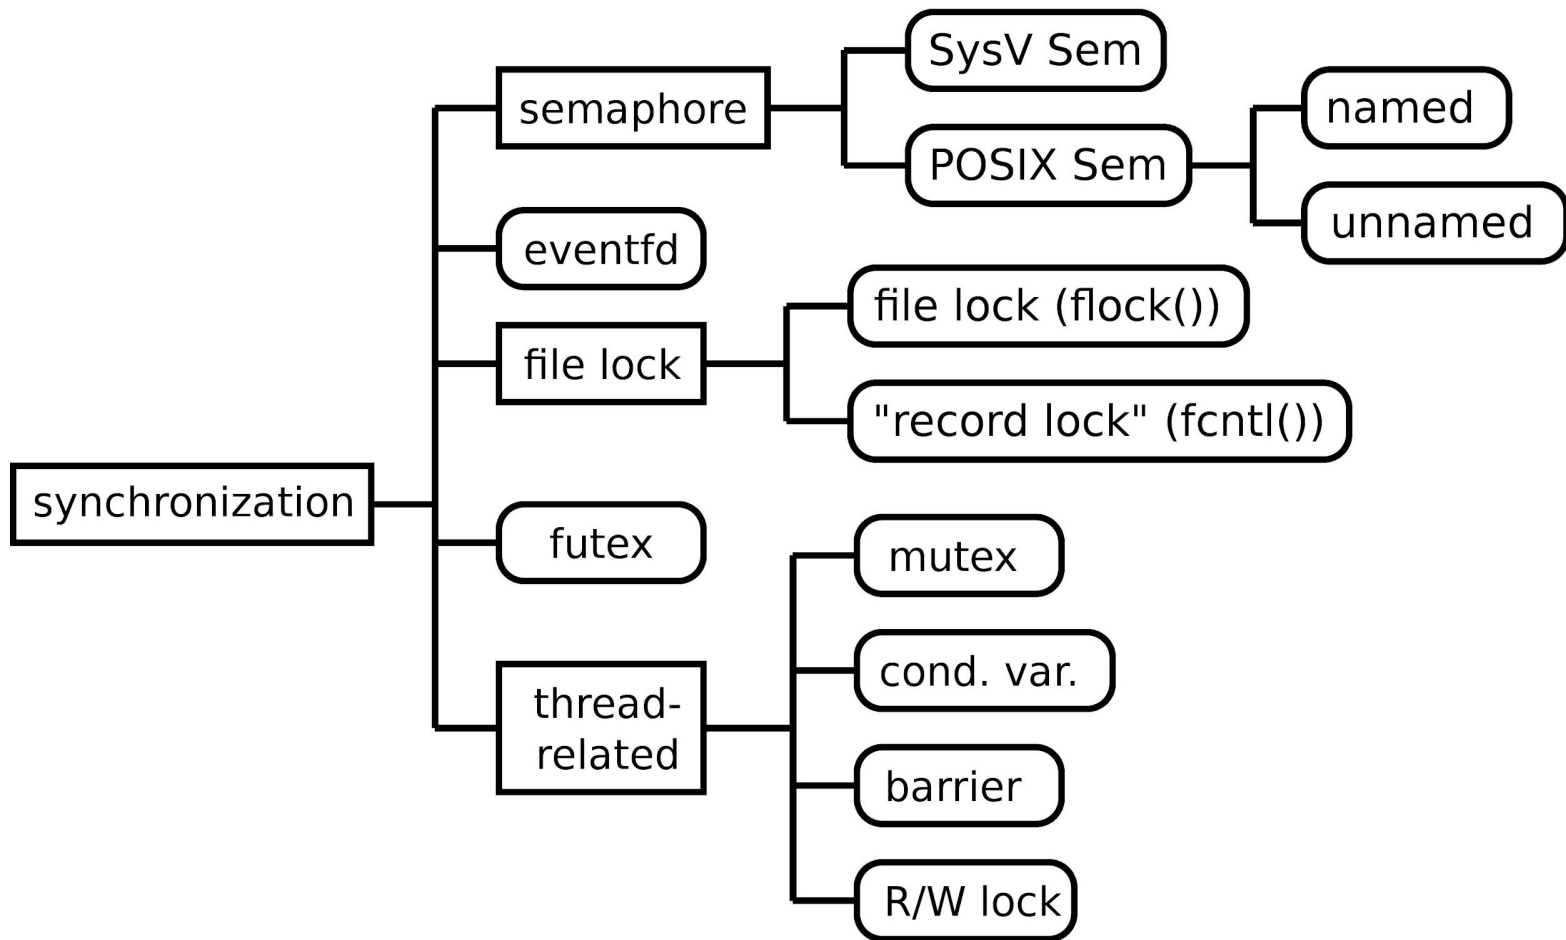 SysV Sem
semaphore
named
POSIX Sem
unnamed
eventfd
file lock (flock())
file lock
"record lock" (fcntl())
synchronization
futex
mutex
cond. var.
thread-
related
barrier
R/W lock